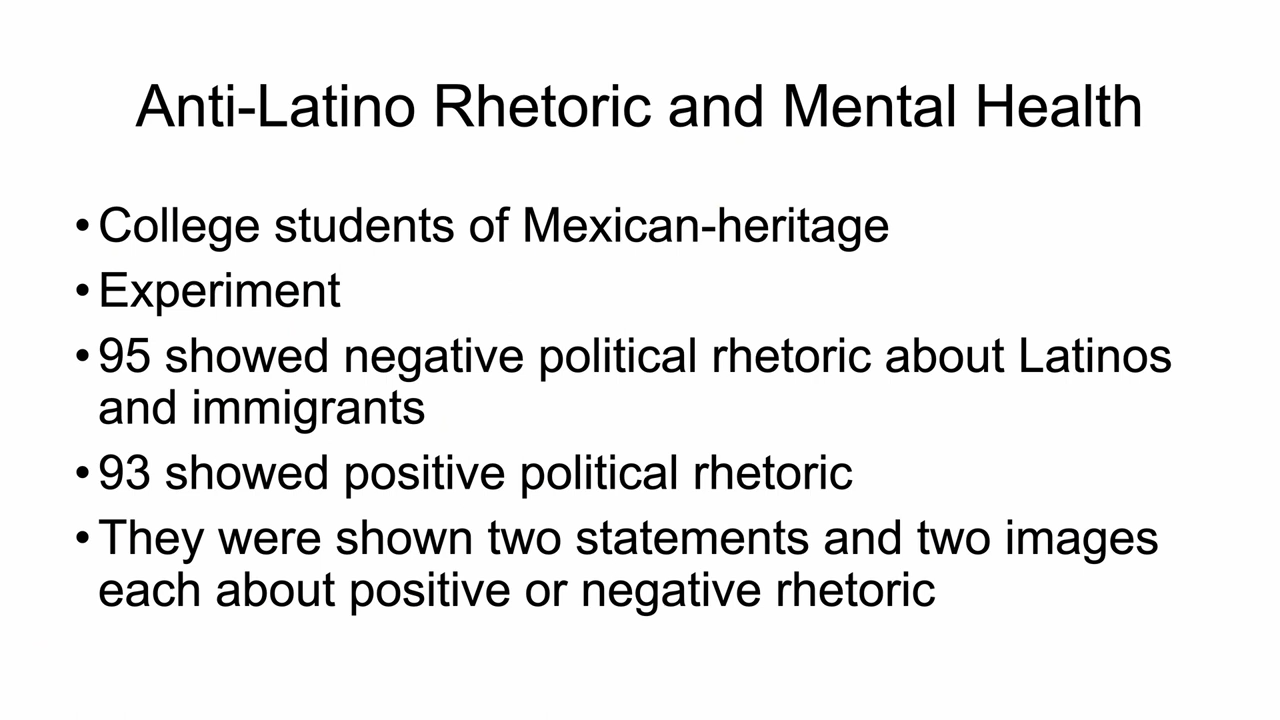 Anti-Latino Rhetoric and Mental Health
• College students of Mexican-heritage
• Experiment
• 95 showed negative political rhetoric about Latinos
and immigrants
• 93 showed positive political rhetoric
• They were shown two statements and two images
each about positive or negative rhetoric